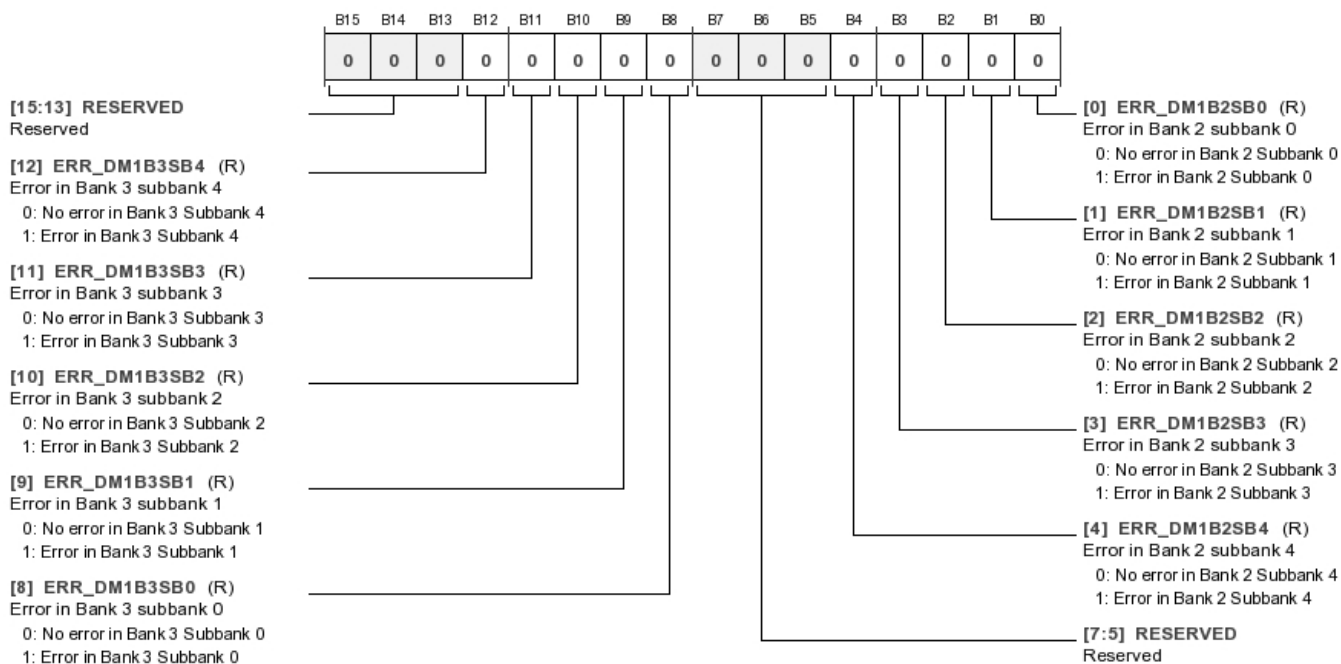 B15 B14 B13 B12 B11 B10 B9 B8 B7 B6 B5 B4 B3 B2 B1 B0
0 0 0 0 0 0 0 0 0 0 0 0 0 0 0 0
[15:13] RESERVED
Reserved
[12] ERR_DM1B3SB4 (R)
Error in Bank 3 subbank 4
0: No error in Bank 3 Subbank 4
1: Error in Bank 3 Subbank 4
[11] ERR_DM1B3SB3 (R)
Error in Bank 3 subbank 3
0: No error in Bank 3 Subbank 3
1: Error in Bank 3 Subbank 3
[10] ERR_DM1B3SB2 (R)
Error in Bank 3 subbank 2
0: No error in Bank 3 Subbank 2
1: Error in Bank 3 Subbank 2
[9] ERR_DM1B3SB1 (R)
Error in Bank 3 subbank 1
0: No error in Bank 3 Subbank 1
1: Error in Bank 3 Subbank 1
[8] ERR_DM1B3SB0 (R)
Error in Bank 3 subbank 0
0: No error in Bank 3 Subbank 0
1: Error in Bank 3 Subbank 0
[0] ERR_DM1B2SB0 (R)
Error in Bank 2 subbank 0
0: No error in Bank 2 Subbank 0
1: Error in Bank 2 Subbank 0
[1] ERR_DM1B2SB1 (R)
Error in Bank 2 subbank 1
0: No error in Bank 2 Subbank 1
1: Error in Bank 2 Subbank 1
[2] ERR_DM1B2SB2 (R)
Error in Bank 2 subbank 2
0: No error in Bank 2 Subbank 2
1: Error in Bank 2 Subbank 2
[3] ERR_DM1B2SB3 (R)
Error in Bank 2 subbank 3
0: No error in Bank 2 Subbank 3
1: Error in Bank 2 Subbank 3
[4] ERR_DM1B2SB4 (R)
Error in Bank 2 subbank 4
0: No error in Bank 2 Subbank 4
1: Error in Bank 2 Subbank 4
[7:5] RESERVED
Reserved